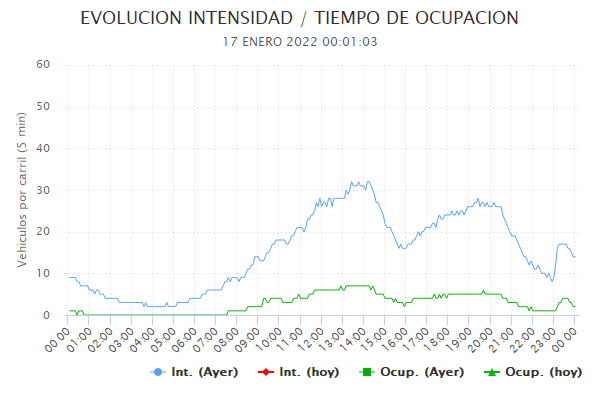 EVOLUCION INTENSIDAD / TIEMPO DE OCUPACION
17 ENERO 2022 00:01:03
Vehiculos por carril (5 min)
60
50
40
30
20
10
0
00:00 01:00 02:00 03:00 04:00 05:00 06:00 07:00 08:00 09:00 10:00 11:00 12:00 13:00 14:00 15:00 16:00 17:00 18:00 19:00 20:00 21:00 22:00 23:00 00:00
Int. (Ayer) Int. (hoy) Ocup. (Ayer) Ocup. (hoy)